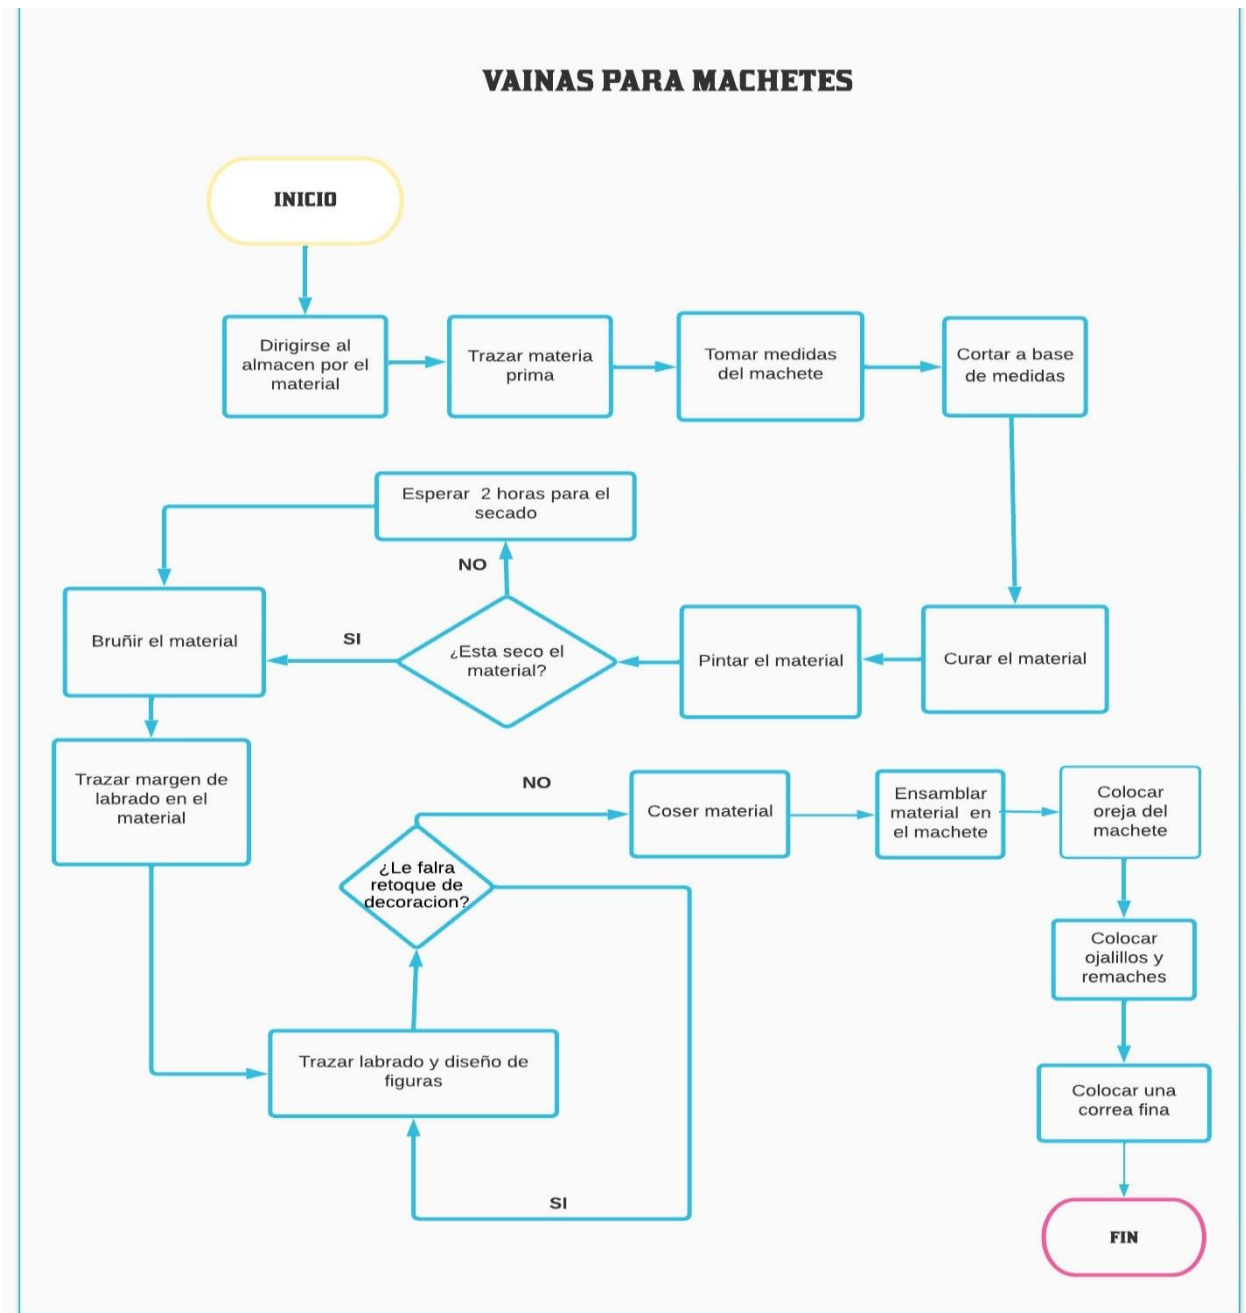 VAINAS PARA MACHETES
INICIO
Dirigirse al
almacen por el
material
Trazar materia
prima
Tomar medidas
del machete
Cortar a base
de medidas
Esperar 2 horas para el
secado
NO
Bruñir el material
SI
¿Esta seco el
material?
Pintar el material
Curar el material
Trazar margen de
labrado en el
material
NO
Coser material
Ensamblar
material en
el machete
Colocar
oreja del
machete
¿Le falra
retoque de
decoracion?
Colocar
ojalillos y
remaches
Trazar labrado y diseño de
figuras
Colocar una
correa fina
SI
FIN